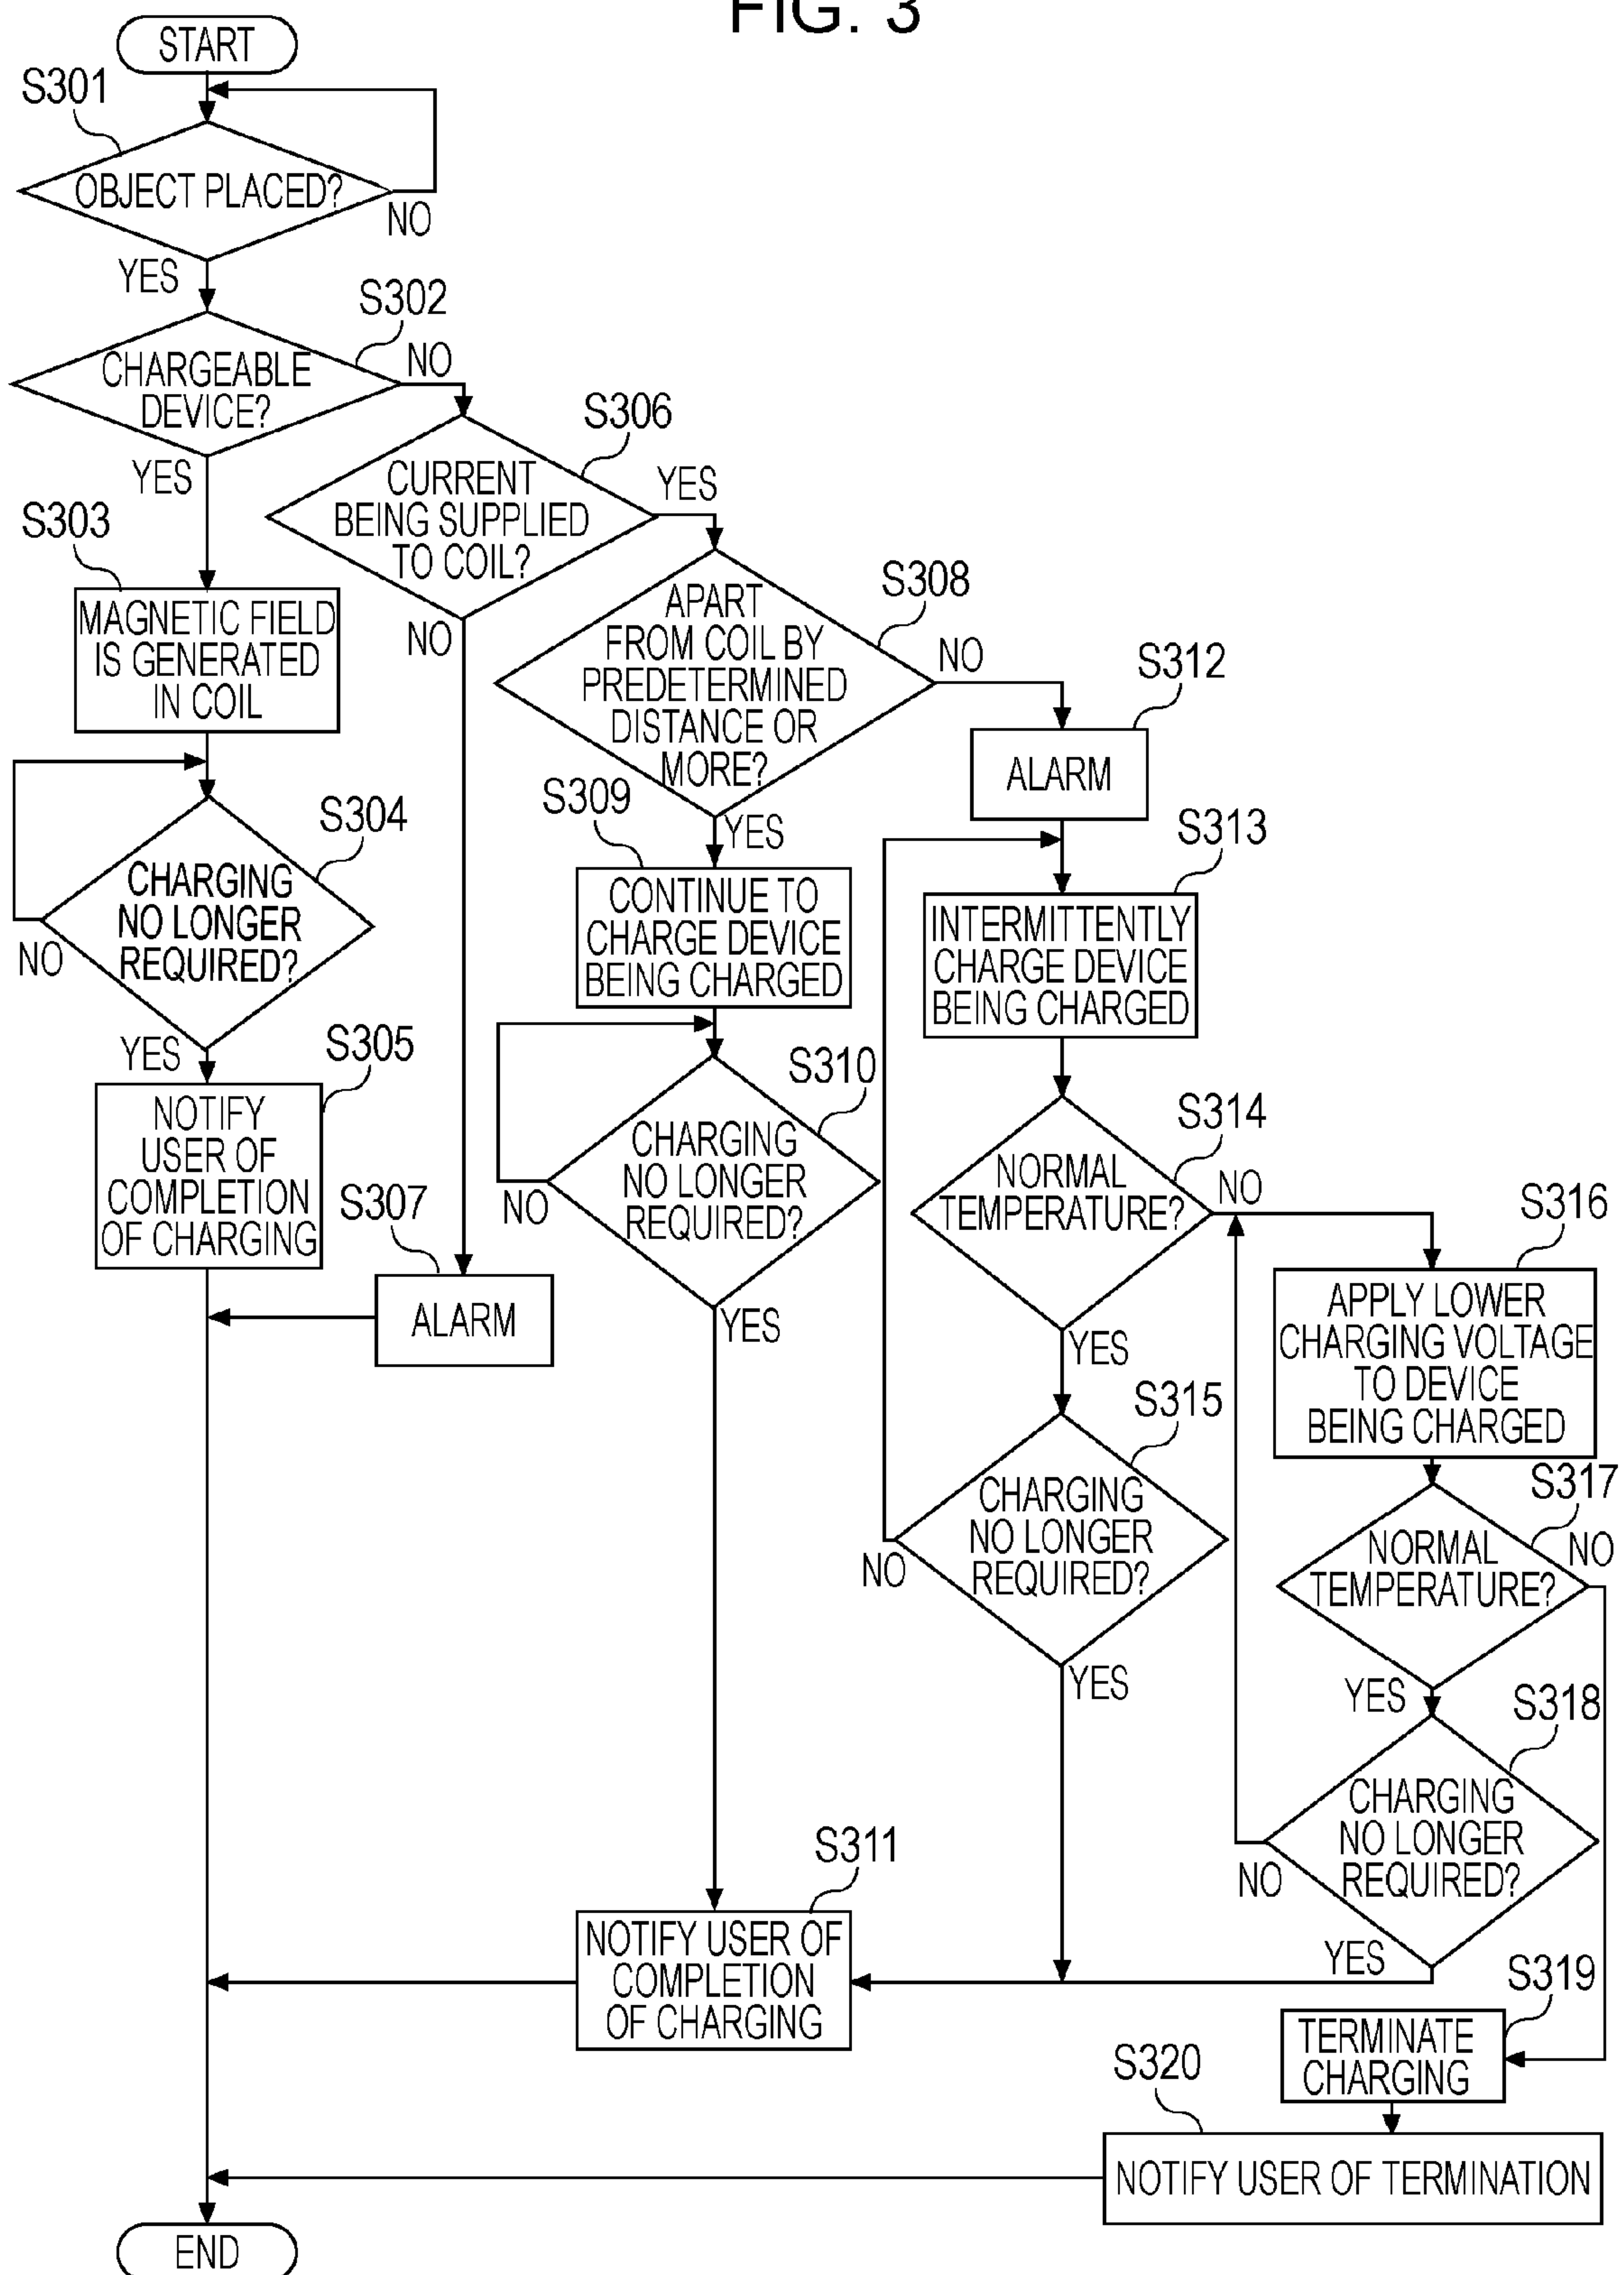 FIG. 3
START
S301
OBJECT PLACED?
NO
YES
S302
CHARGEABLE
DEVICE?
NO
YES
S306
CURRENT
BEING SUPPLIED
TO COIL?
YES
NO
S303
MAGNETIC FIELD
IS GENERATED
IN COIL
S308
APART
FROM COIL BY
PREDETERMINED
DISTANCE OR
MORE?
NO
YES
S312
ALARM
S304
CHARGING
NO LONGER
REQUIRED?
NO
YES
S309
CONTINUE TO
CHARGE DEVICE
BEING CHARGED
S313
INTERMITTENTLY
CHARGE DEVICE
BEING CHARGED
S305
NOTIFY
USER OF
COMPLETION
OF CHARGING
S310
CHARGING
NO LONGER
REQUIRED?
NO
YES
S314
NORMAL
TEMPERATURE?
NO
YES
S307
ALARM
S316
APPLY LOWER
CHARGING VOLTAGE
TO DEVICE
BEING CHARGED
S315
CHARGING
NO LONGER
REQUIRED?
NO
YES
S317
NORMAL
TEMPERATURE?
NO
YES
S318
CHARGING
NO LONGER
REQUIRED?
NO
YES
S311
NOTIFY USER OF
COMPLETION
OF CHARGING
S319
TERMINATE
CHARGING
S320
NOTIFY USER OF TERMINATION
END